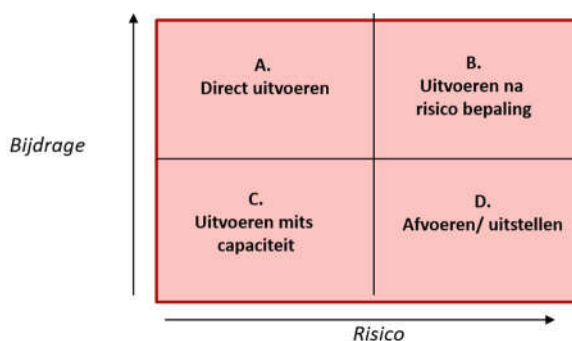 A.
Direct uitvoeren
B.
Uitvoeren na
risico bepaling
Bijdrage
C.
Uitvoeren mits
capaciteit
D.
Afvoeren/ uitstellen
Risico